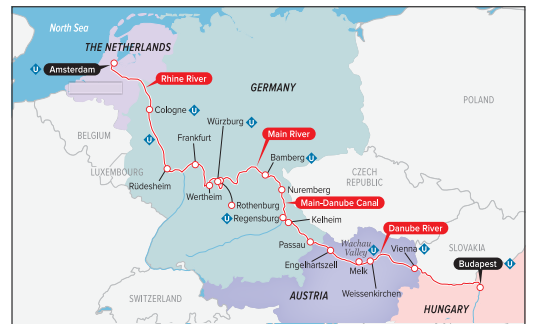 North Sea
THE NETHERLANDS
Amsterdam
Rhine River
GERMANY
POLAND
Cologne
Würzburg
BELGIUM
Frankfurt
Main River
Bamberg
LUXEMBOURG
CZECH
REPUBLIC
Rüdesheim
Nuremberg
Wertheim
Rothenburg
Main-Danube Canal
Regensburg
Kelheim
Danube River
Passau
Wachau
Valley
Vienna
SLOVAKIA
Engelhartszell
Melk
Budapest
Weissenkirchen
SWITZERLAND
AUSTRIA
HUNGARY
U
U
U
U
U
U
U
U
U